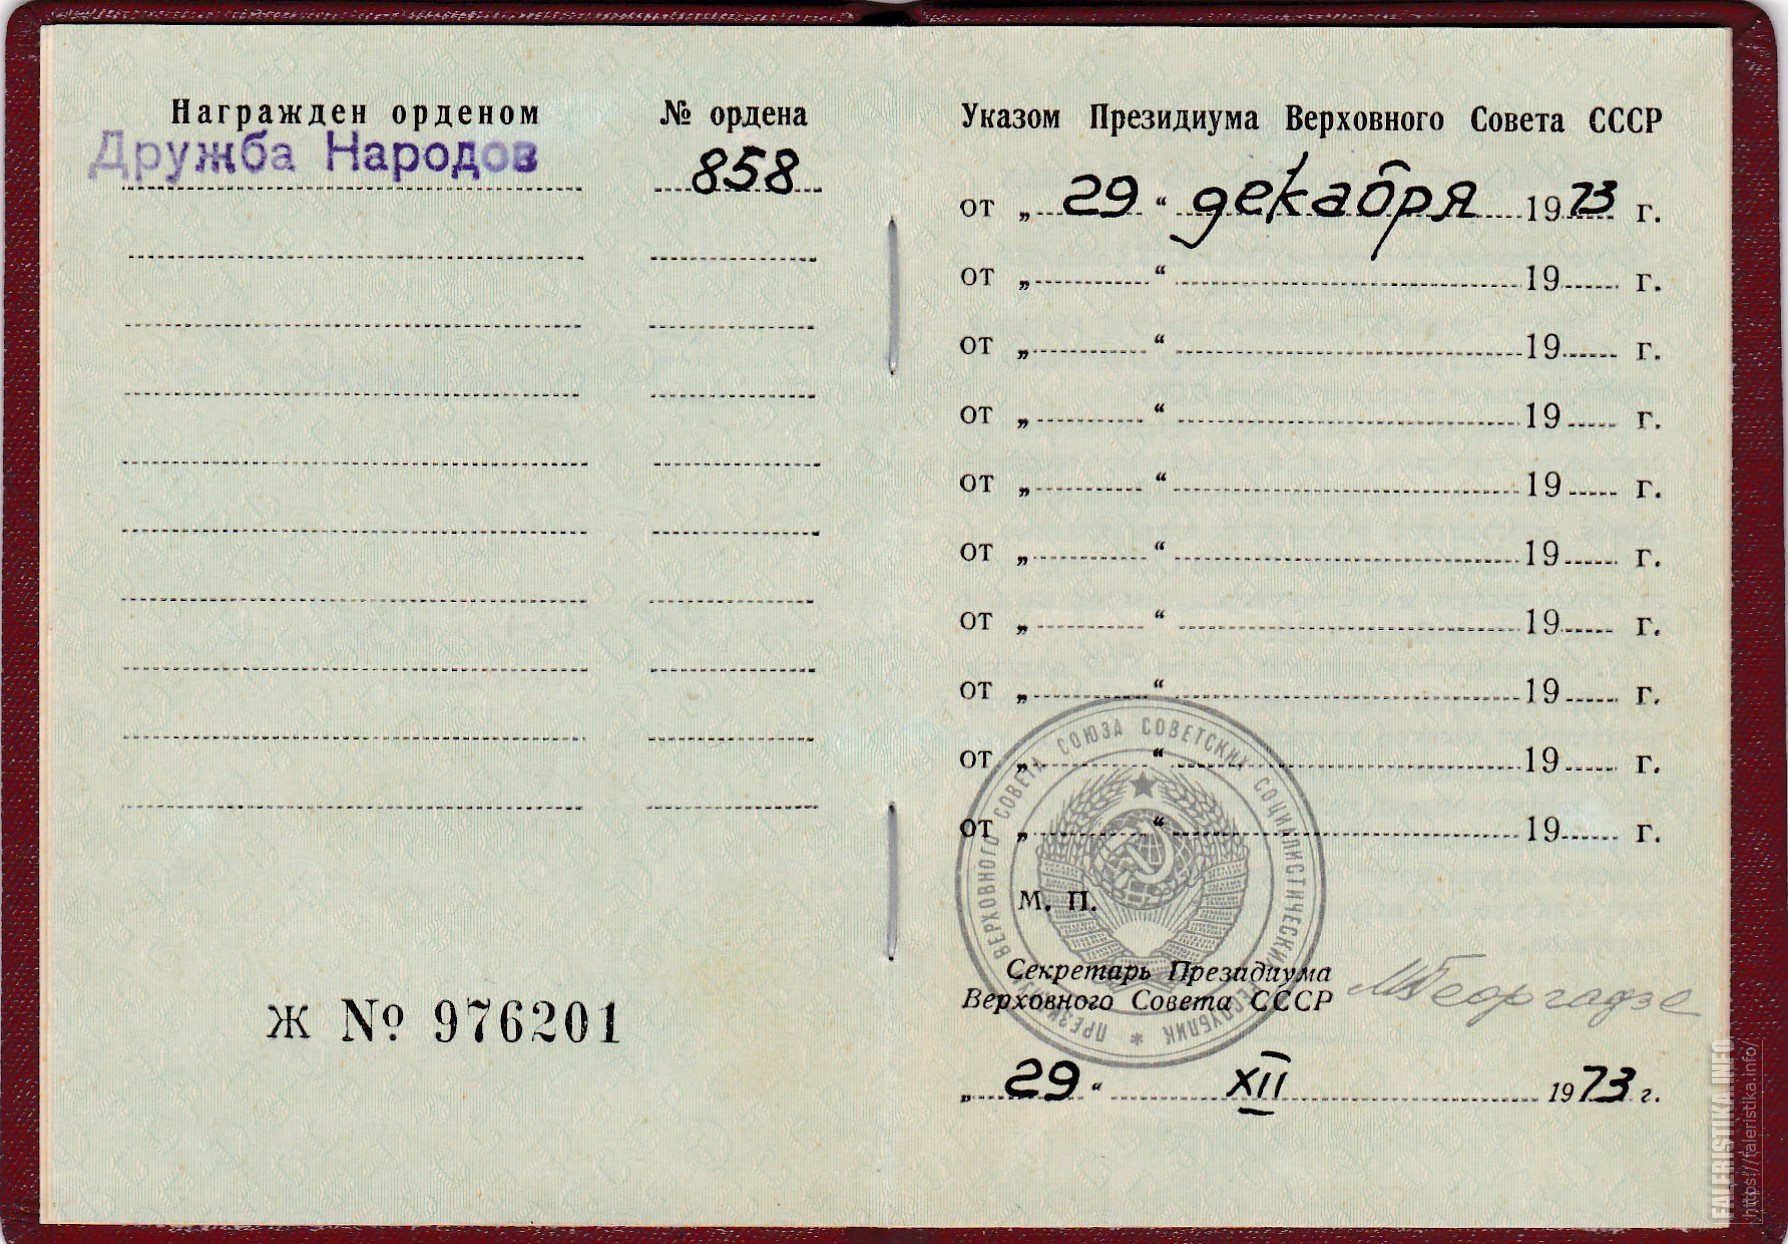 Награжден орденом № ордена
Дружба Народов 858
Ж № 976201
Указом Президиума Верховного Совета СССР
от „29“ декабря 1973 г.
от „ “ 19 г.
от „ “ 19 г.
от „ “ 19 г.
от „ “ 19 г.
от „ “ 19 г.
от „ “ 19 г.
от „ “ 19 г.
от „ “ 19 г.
от „ “ 19 г.
ПРЕЗИДИУМ ВЕРХОВНОГО СОВЕТА СОЮЗА СОВЕТСКИХ СОЦИАЛИСТИЧЕСКИХ РЕСПУБЛИК *
М. П.
Секретарь Президиума
Верховного Совета СССР МГеоргадзе
„29“ XII 1973 г.
FALERISTIKA.INFO
https://faleristika.info/